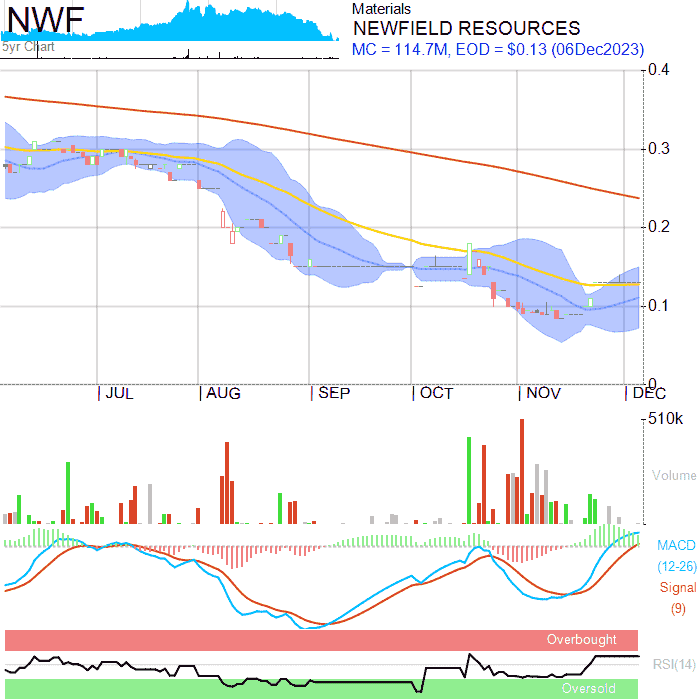 NWF
5yr Chart
Materials
NEWFIELD RESOURCES
MC = 114.7M, EOD = $0.13 (06Dec2023)
0.4
0.3
0.2
0.1
0
JUL
AUG
SEP
OCT
NOV
DEC
510k
Volume
MACD
(12-26)
Signal
(9)
Overbought
RSI(14)
Oversold